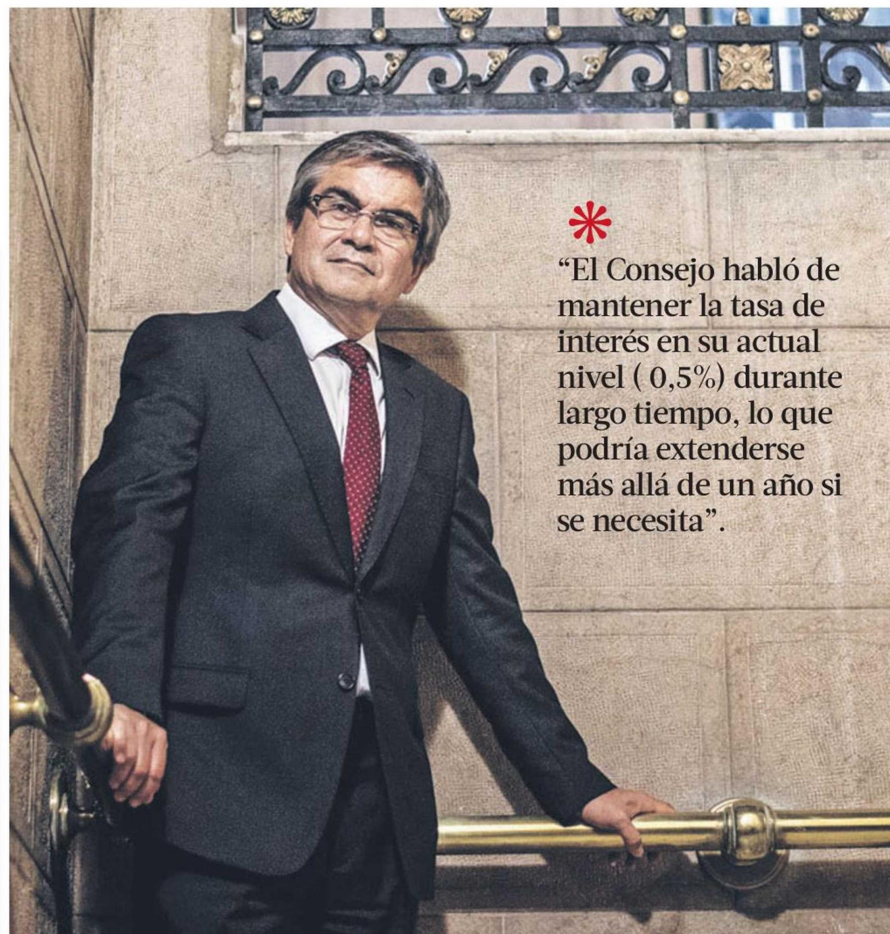 “El Consejo habló de
mantener la tasa de
interés en su actual
nivel ( 0,5%) durante
largo tiempo, lo que
podría extenderse
más allá de un año si
se necesita”.